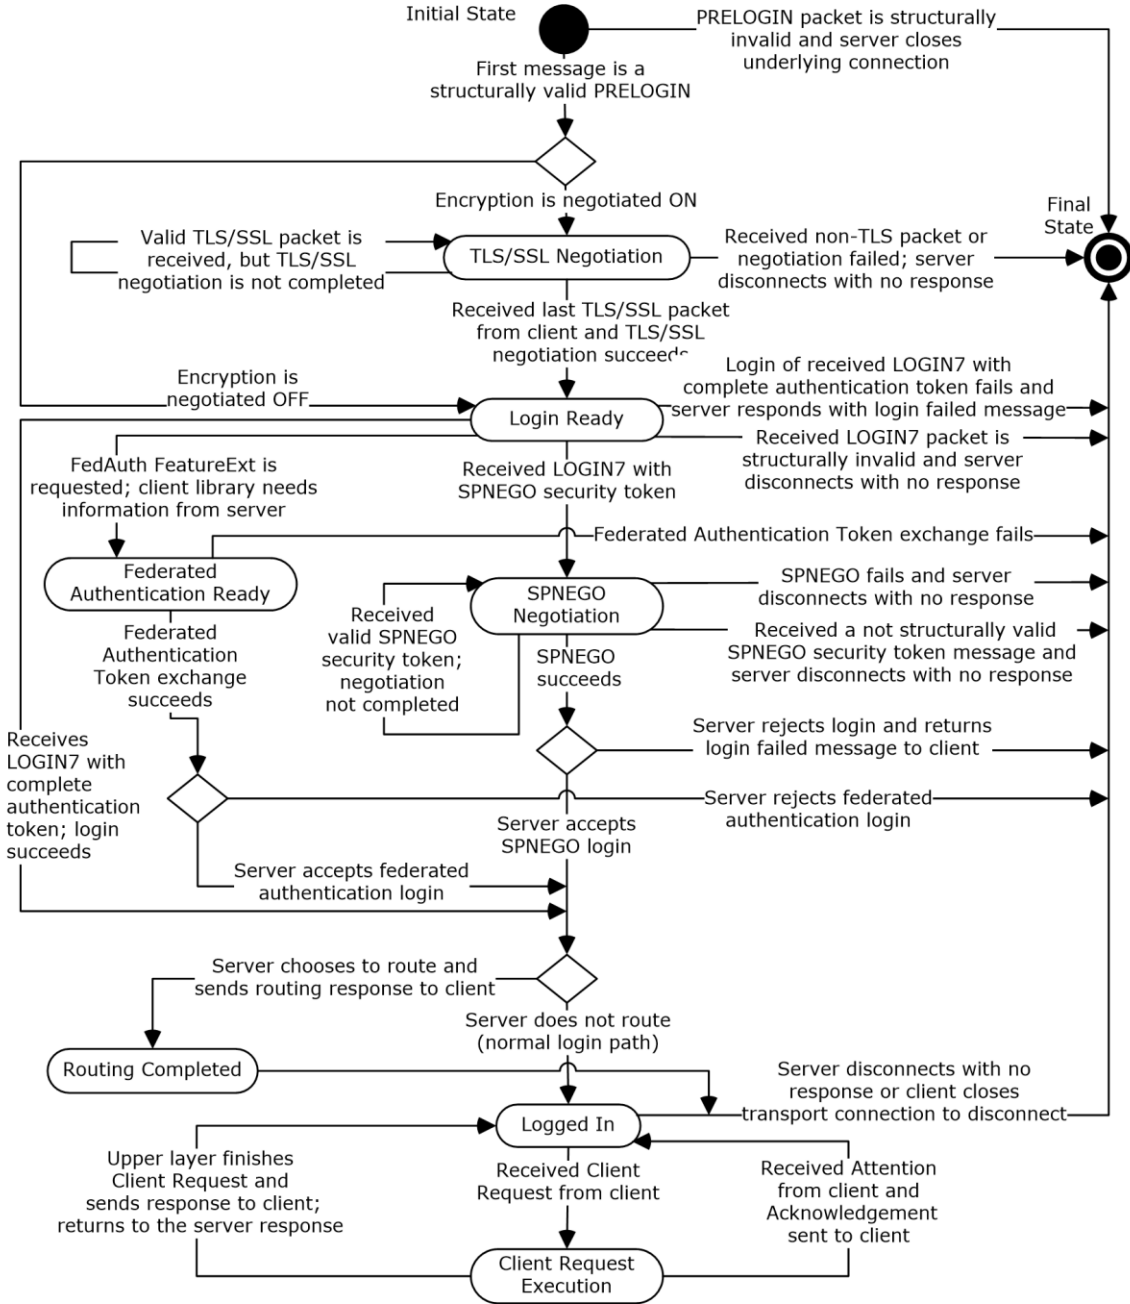 Initial State
PRELOGIN packet is structurally
invalid and server closes
underlying connection
First message is a
structurally valid PRELOGIN
Encryption is negotiated ON
Final
State
Valid TLS/SSL packet is
received, but TLS/SSL
negotiation is not completed
TLS/SSL Negotiation
Received non-TLS packet or
negotiation failed; server
disconnects with no response
Received last TLS/SSL packet
from client and TLS/SSL
negotiation succeeds
Encryption is
negotiated OFF
Login of received LOGIN7 with
complete authentication token fails and
server responds with login failed message
Login Ready
Received LOGIN7 packet is
structurally invalid and server
disconnects with no response
FedAuth FeatureExt is
requested; client library needs
information from server
Received LOGIN7 with
SPNEGO security token
Federated Authentication Token exchange fails
Federated
Authentication Ready
SPNEGO
Negotiation
SPNEGO fails and server
disconnects with no response
Received
valid SPNEGO
security token;
negotiation
not completed
Received a not structurally valid
SPNEGO security token message and
server disconnects with no response
Federated
Authentication
Token exchange
succeeds
SPNEGO
succeeds
Server rejects login and returns
login failed message to client
Receives
LOGIN7 with
complete
authentication
token; login
succeeds
Server rejects federated
authentication login
Server accepts
SPNEGO login
Server accepts federated
authentication login
Server chooses to route and
sends routing response to client
Server does not route
(normal login path)
Routing Completed
Server disconnects with no
response or client closes
transport connection to disconnect
Logged In
Upper layer finishes
Client Request and
sends response to client;
returns to the server response
Received Client
Request from client
Received Attention
from client and
Acknowledgement
sent to client
Client Request
Execution